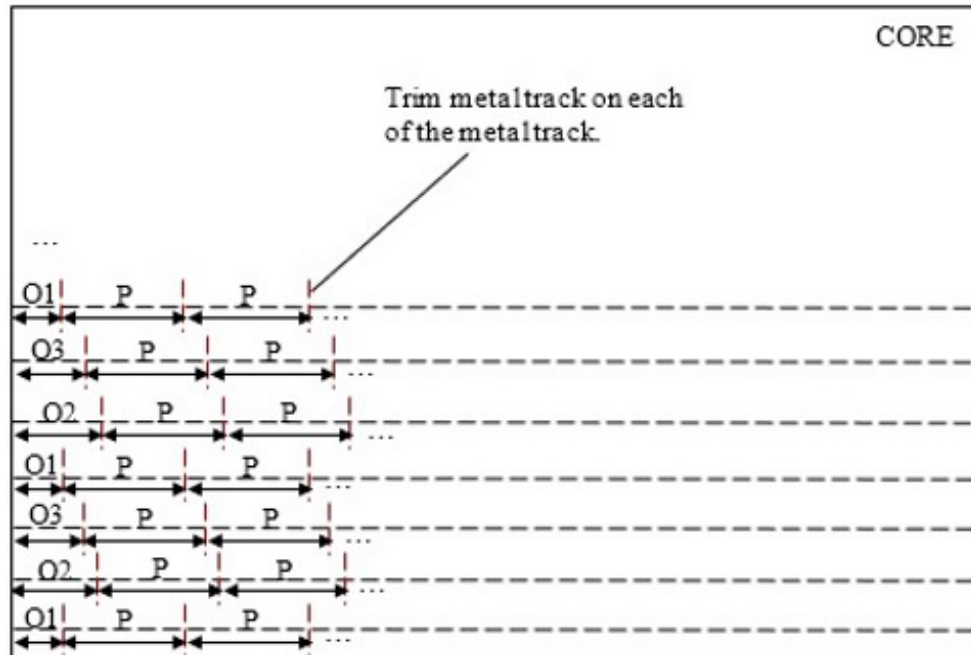 CORE
Trim metal track on each
of the metal track.
...
O1 P P ...
O3 P P ...
O2 P P ...
O1 P P ...
O3 P P ...
O2 P P ...
O1 P P ...